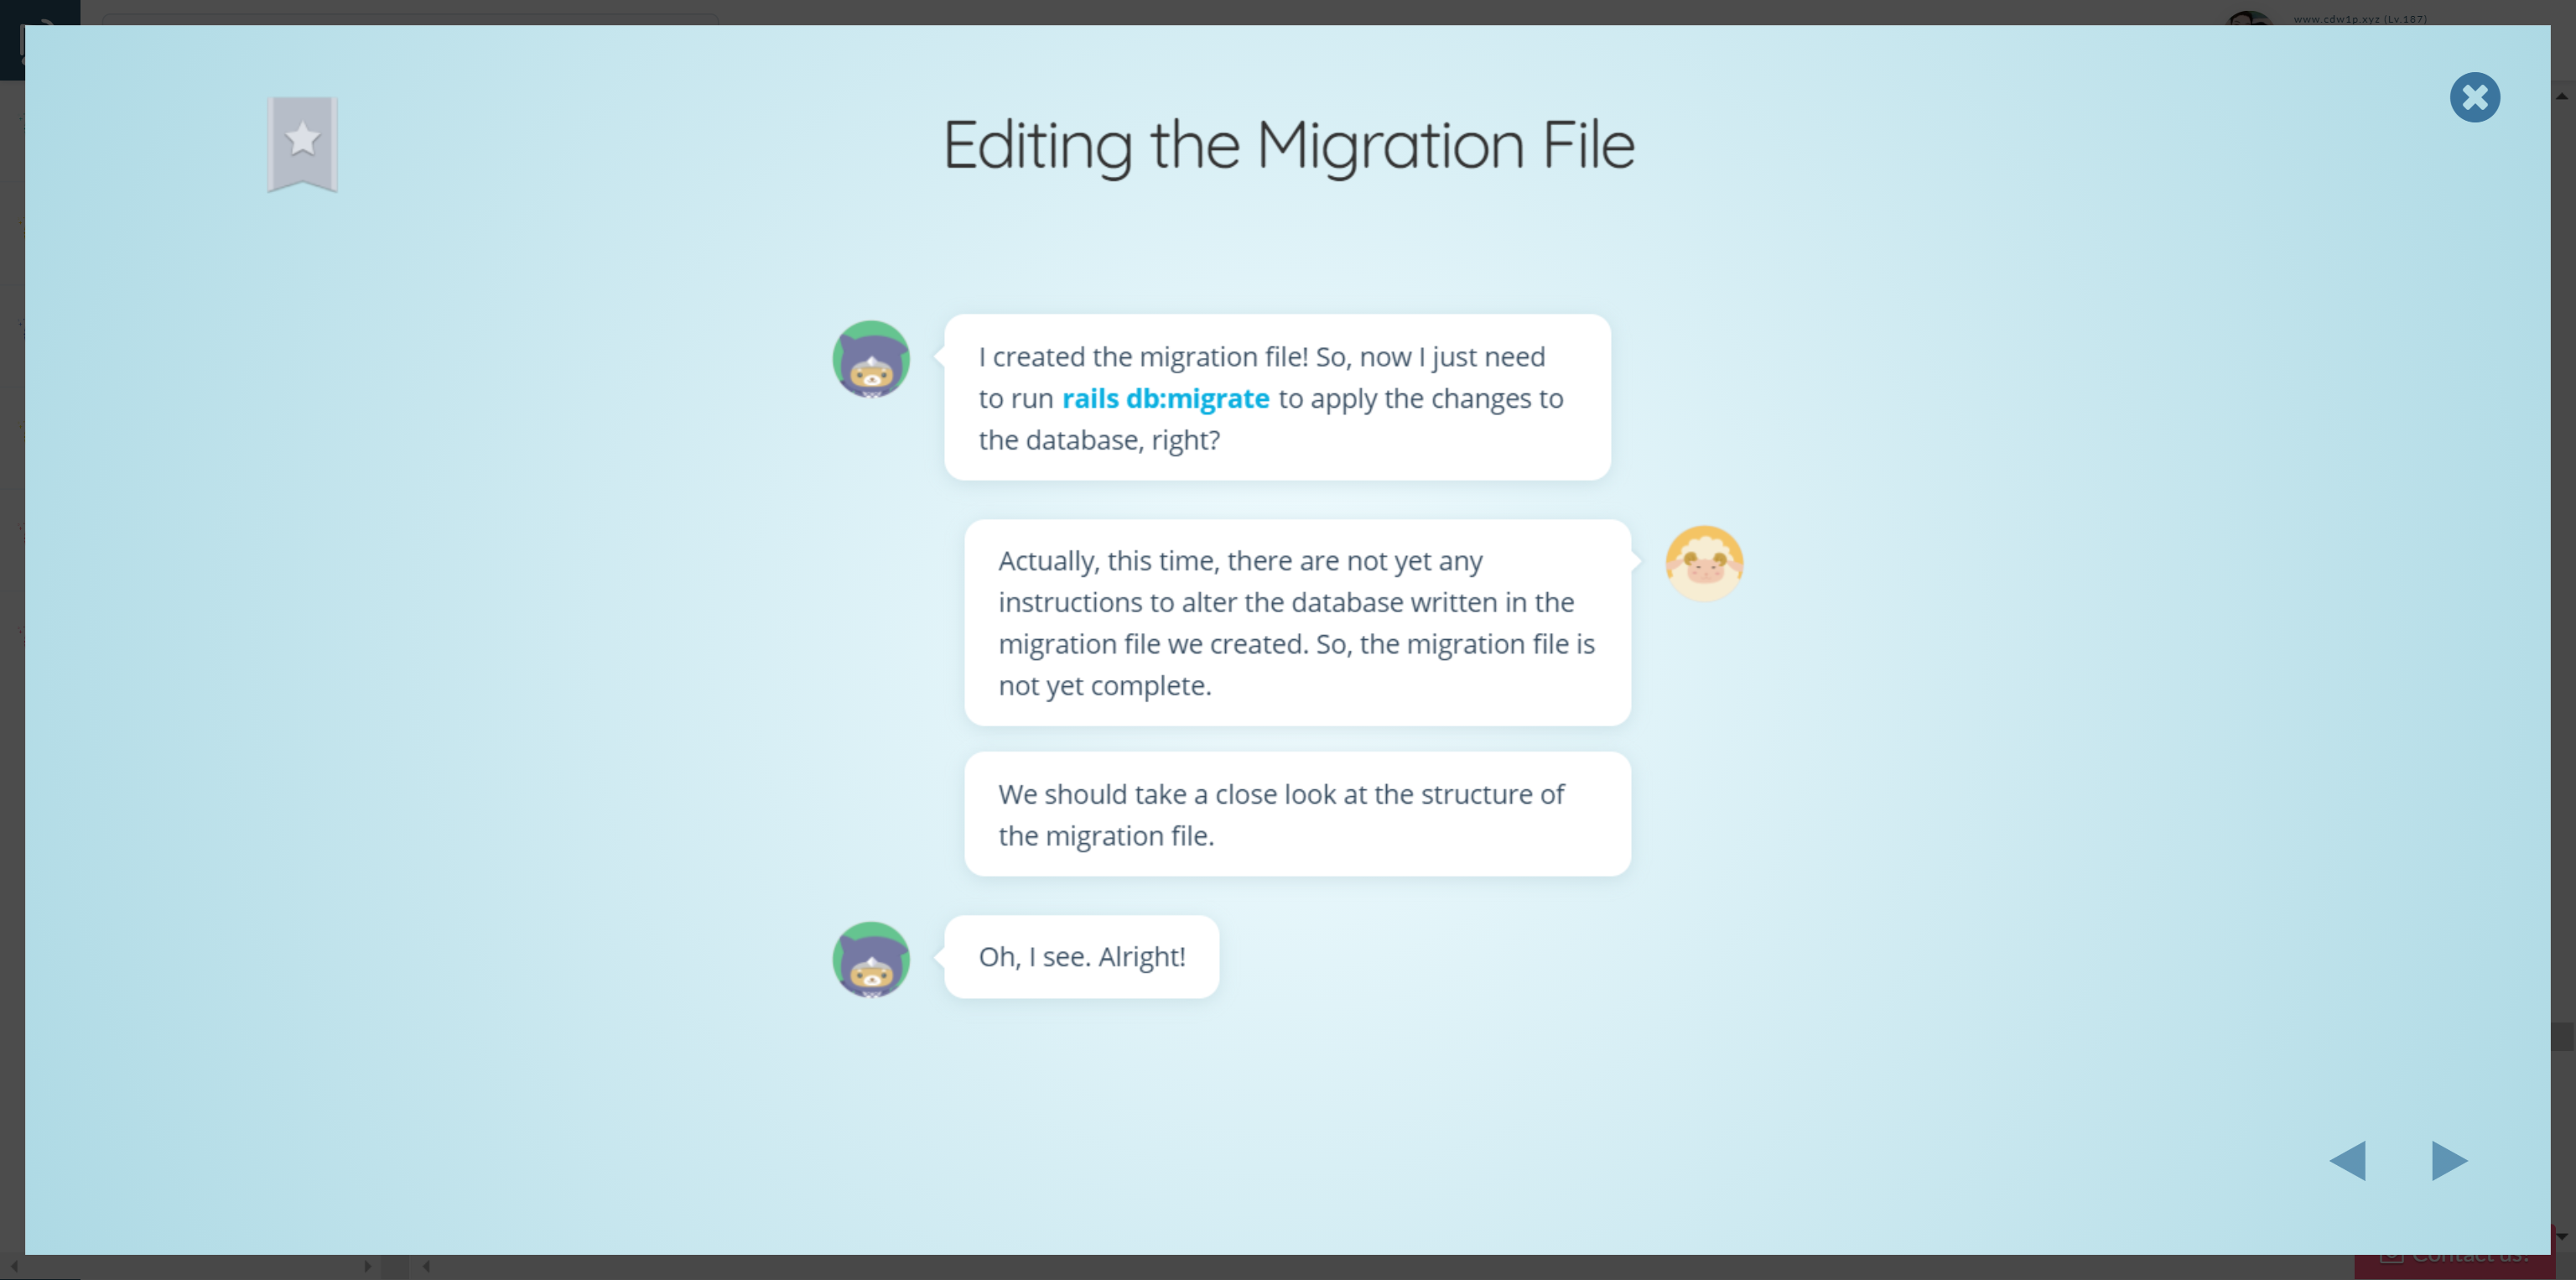 www.cdw1p.xyz (Lv.187)
Editing the Migration File
I created the migration file! So, now I just need
to run rails db:migrate to apply the changes to
the database, right?
Actually, this time, there are not yet any
instructions to alter the database written in the
migration file we created. So, the migration file is
not yet complete.
We should take a close look at the structure of
the migration file.
Oh, I see. Alright!
Contact us!